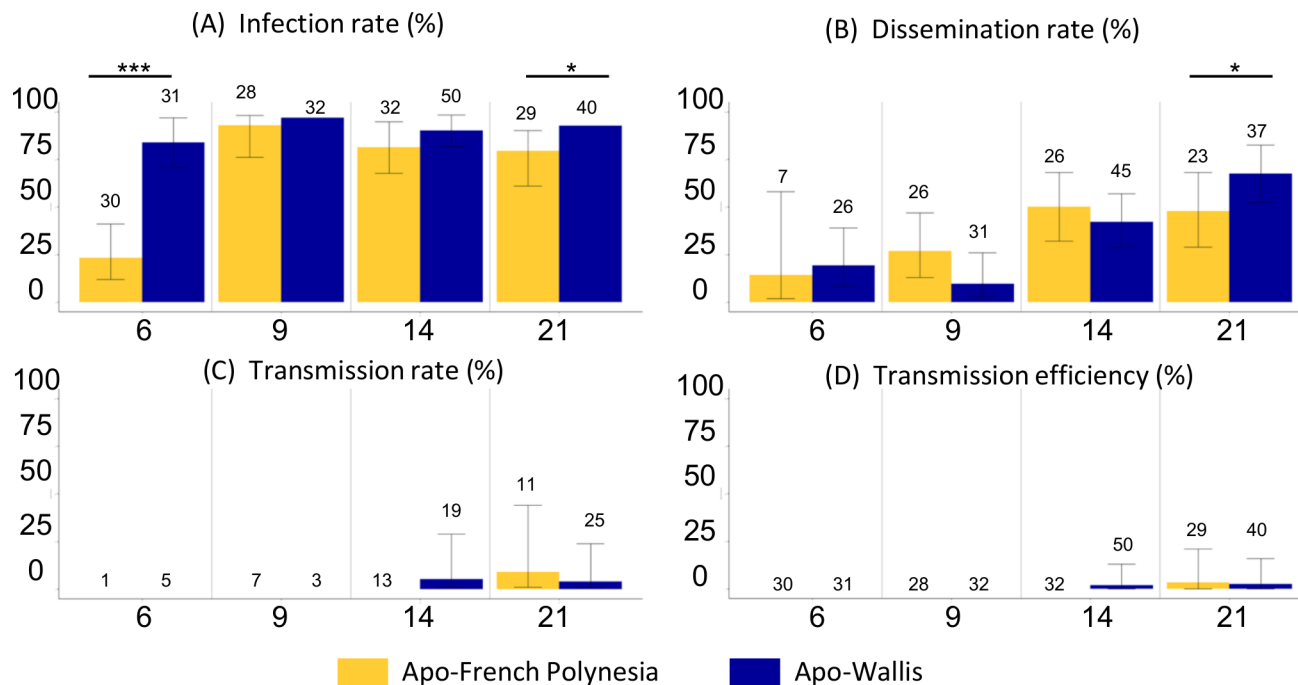 (A) Infection rate (%)
(B) Dissemination rate (%)
*** *
*
100 31 28 32 32 50 29 40
75
50 30
25
0
6 9 14 21
100 37
75 7 26 45 23
50 26 26 31
25
0
6 9 14 21
(C) Transmission rate (%)
(D) Transmission efficiency (%)
100
75
50
25 19 11 25
0 1 5 7 3 13
6 9 14 21
100
75
50
25 50 29 40
0 30 31 28 32 32
6 9 14 21
Apo-French Polynesia Apo-Wallis